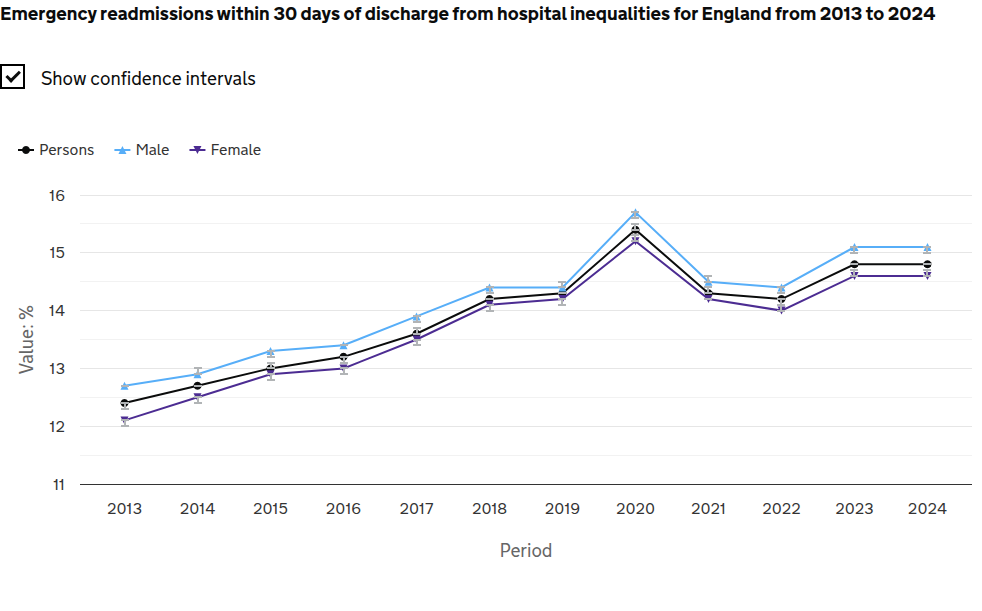 Emergency readmissions within 30 days of discharge from hospital inequalities for England from 2013 to 2024
Show confidence intervals
Persons Male Female
16
15
14
13
12
11
Value: %
2013 2014 2015 2016 2017 2018 2019 2020 2021 2022 2023 2024
Period